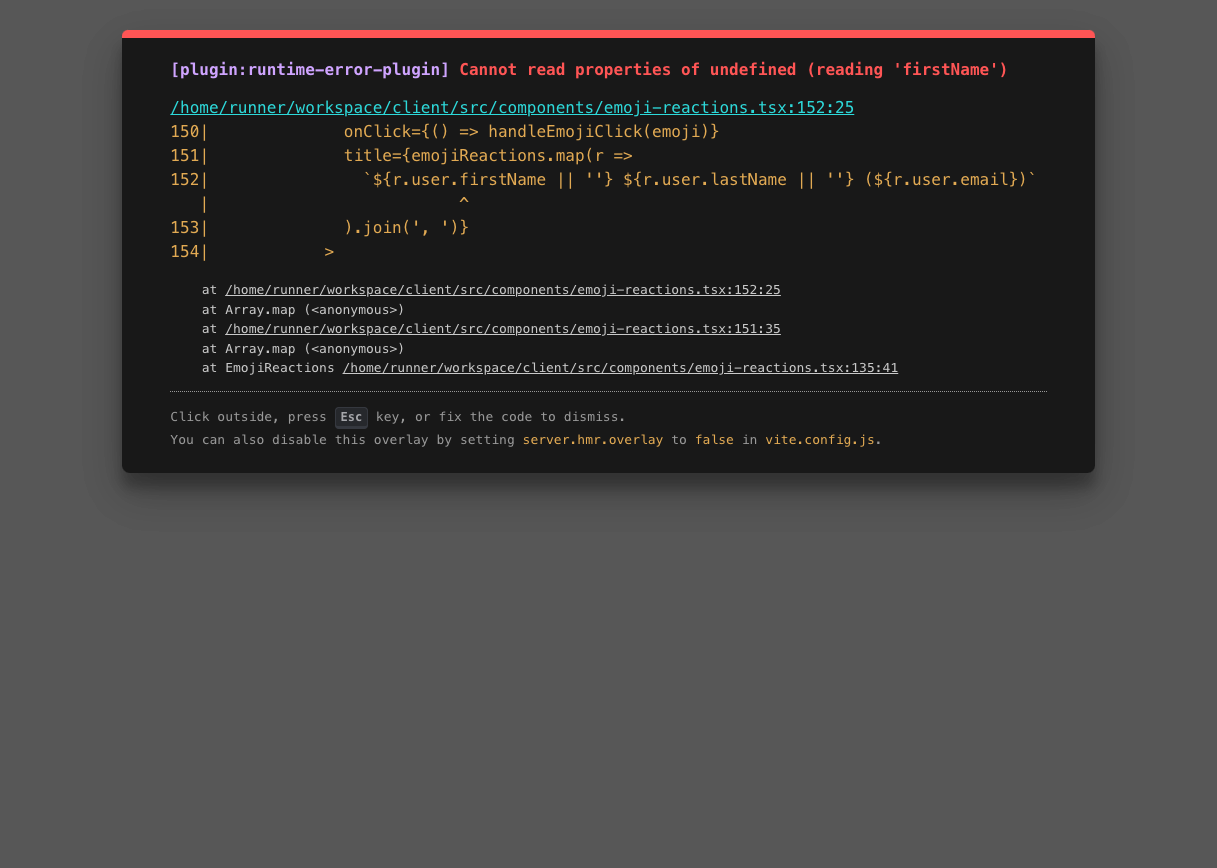 [plugin:runtime-error-plugin] Cannot read properties of undefined (reading 'firstName')
/home/runner/workspace/client/src/components/emoji-reactions.tsx:152:25
150|              onClick={() => handleEmojiClick(emoji)}
151|              title={emojiReactions.map(r =>
152|                `${r.user.firstName || ''} ${r.user.lastName || ''} (${r.user.email})`
   |                          ^
153|              ).join(', ')}
154|            >
at /home/runner/workspace/client/src/components/emoji-reactions.tsx:152:25
at Array.map (<anonymous>)
at /home/runner/workspace/client/src/components/emoji-reactions.tsx:151:35
at Array.map (<anonymous>)
at EmojiReactions /home/runner/workspace/client/src/components/emoji-reactions.tsx:135:41
Click outside, press Esc key, or fix the code to dismiss.
You can also disable this overlay by setting server.hmr.overlay to false in vite.config.js.